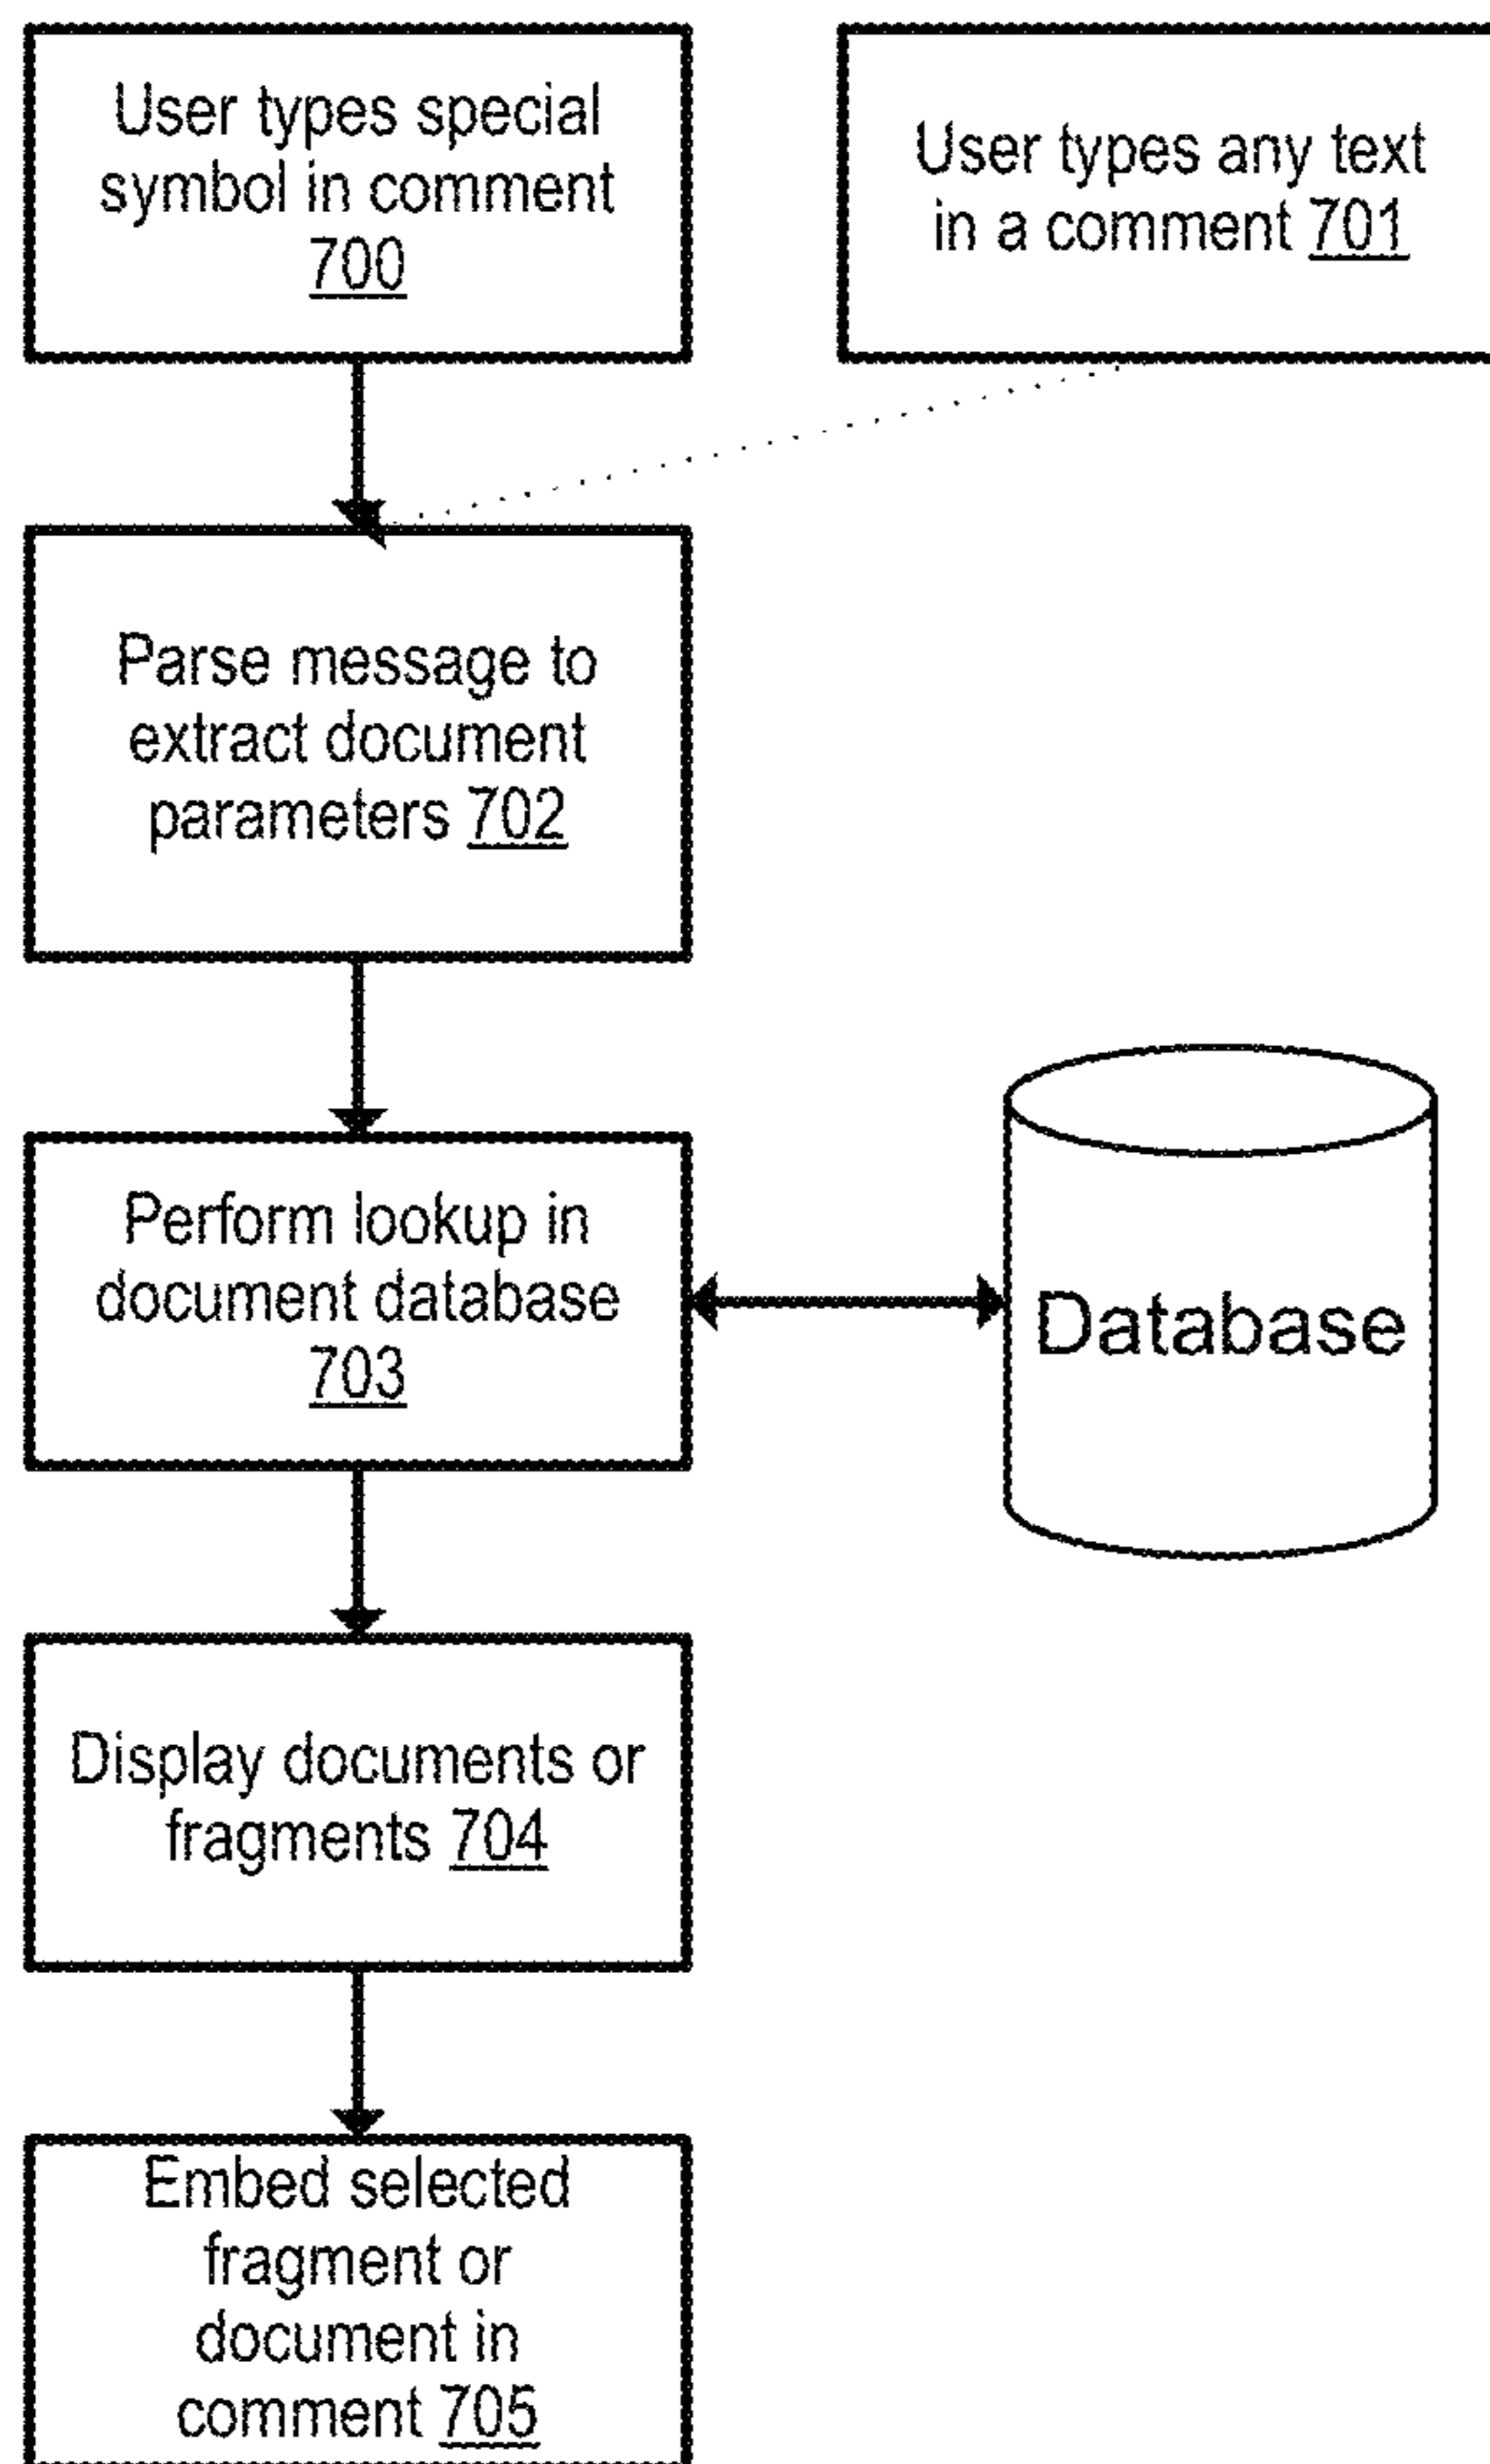 User types special
symbol in comment
700
User types any text
in a comment 701
Parse message to
extract document
parameters 702
Perform lookup in
document database
703
Database
Display documents or
fragments 704
Embed selected
fragment or
document in
comment 705